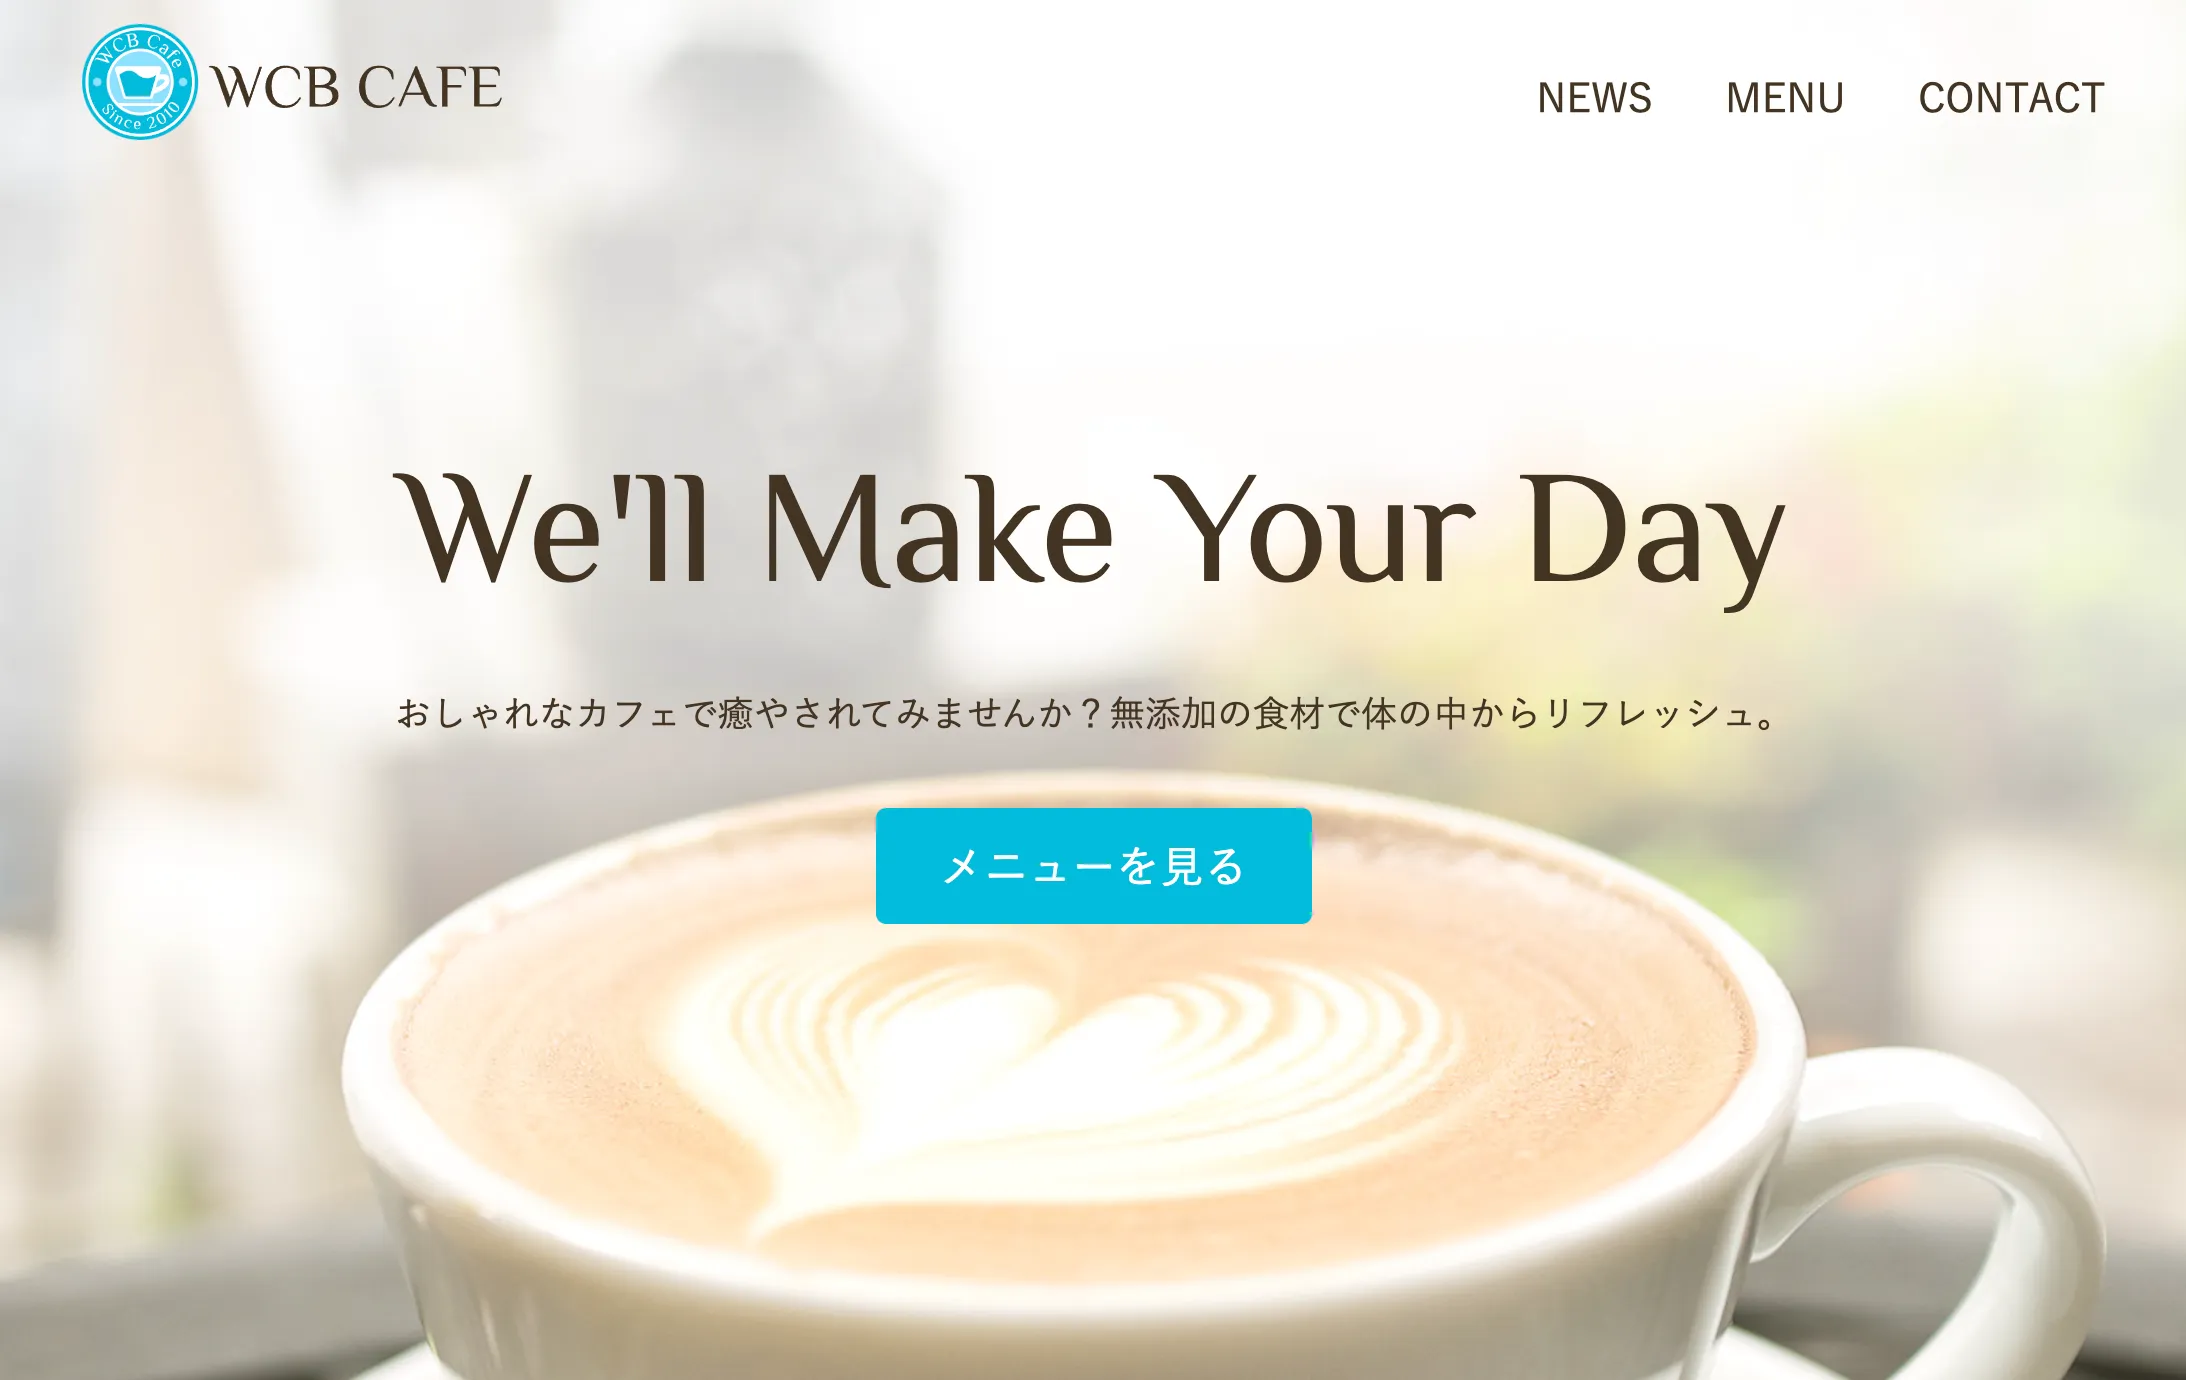 WCB Cafe
Since 2010
WCB CAFE
NEWS
MENU
CONTACT
We'll Make Your Day
おしゃれなカフェで癒やされてみませんか？無添加の食材で体の中からリフレッシュ。
メニューを見る